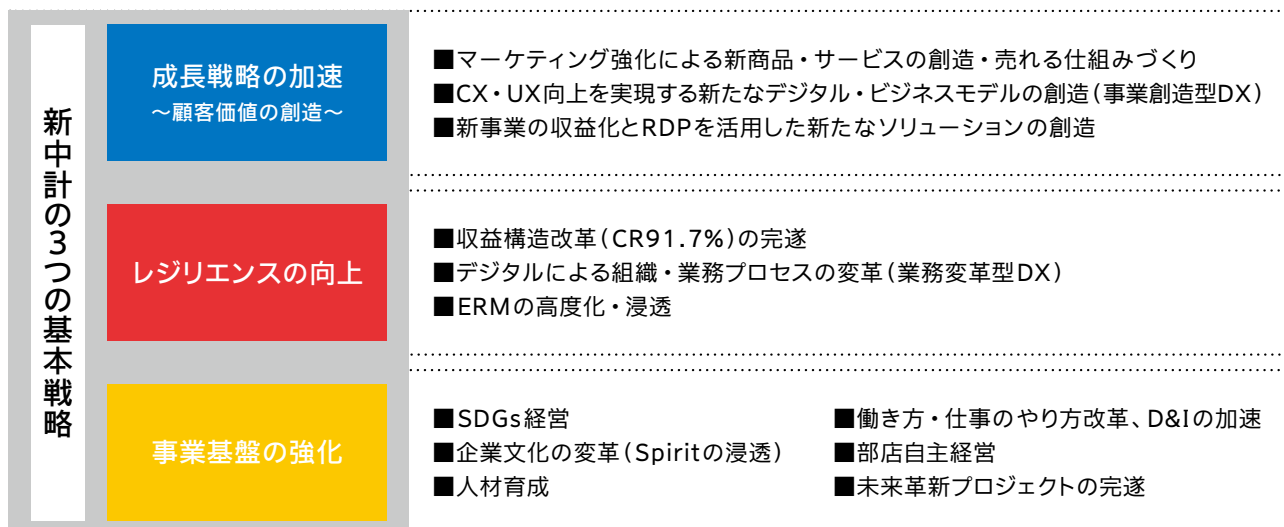 新中計の3つの基本戦略
成長戦略の加速
～顧客価値の創造～
■マーケティング強化による新商品・サービスの創造・売れる仕組みづくり
■CX・UX向上を実現する新たなデジタル・ビジネスモデルの創造（事業創造型DX）
■新事業の収益化とRDPを活用した新たなソリューションの創造
レジリエンスの向上
■収益構造改革（CR91.7%）の完遂
■デジタルによる組織・業務プロセスの変革（業務変革型DX）
■ERMの高度化・浸透
事業基盤の強化
■SDGs経営
■企業文化の変革（Spiritの浸透）
■人材育成
■働き方・仕事のやり方改革、D&Iの加速
■部店自主経営
■未来革新プロジェクトの完遂